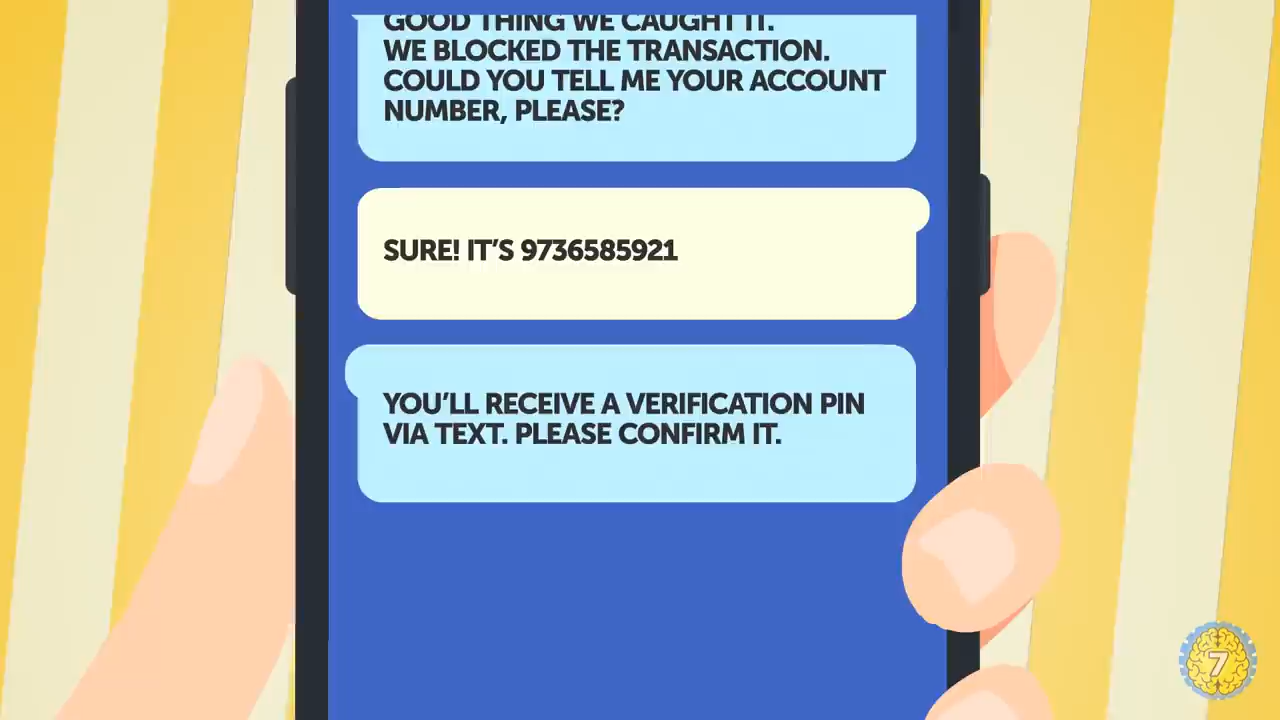 GOOD THING WE CAUGHT IT.
WE BLOCKED THE TRANSACTION.
COULD YOU TELL ME YOUR ACCOUNT
NUMBER, PLEASE?
SURE! IT'S 9736585921
YOU'LL RECEIVE A VERIFICATION PIN
VIA TEXT. PLEASE CONFIRM IT.
7